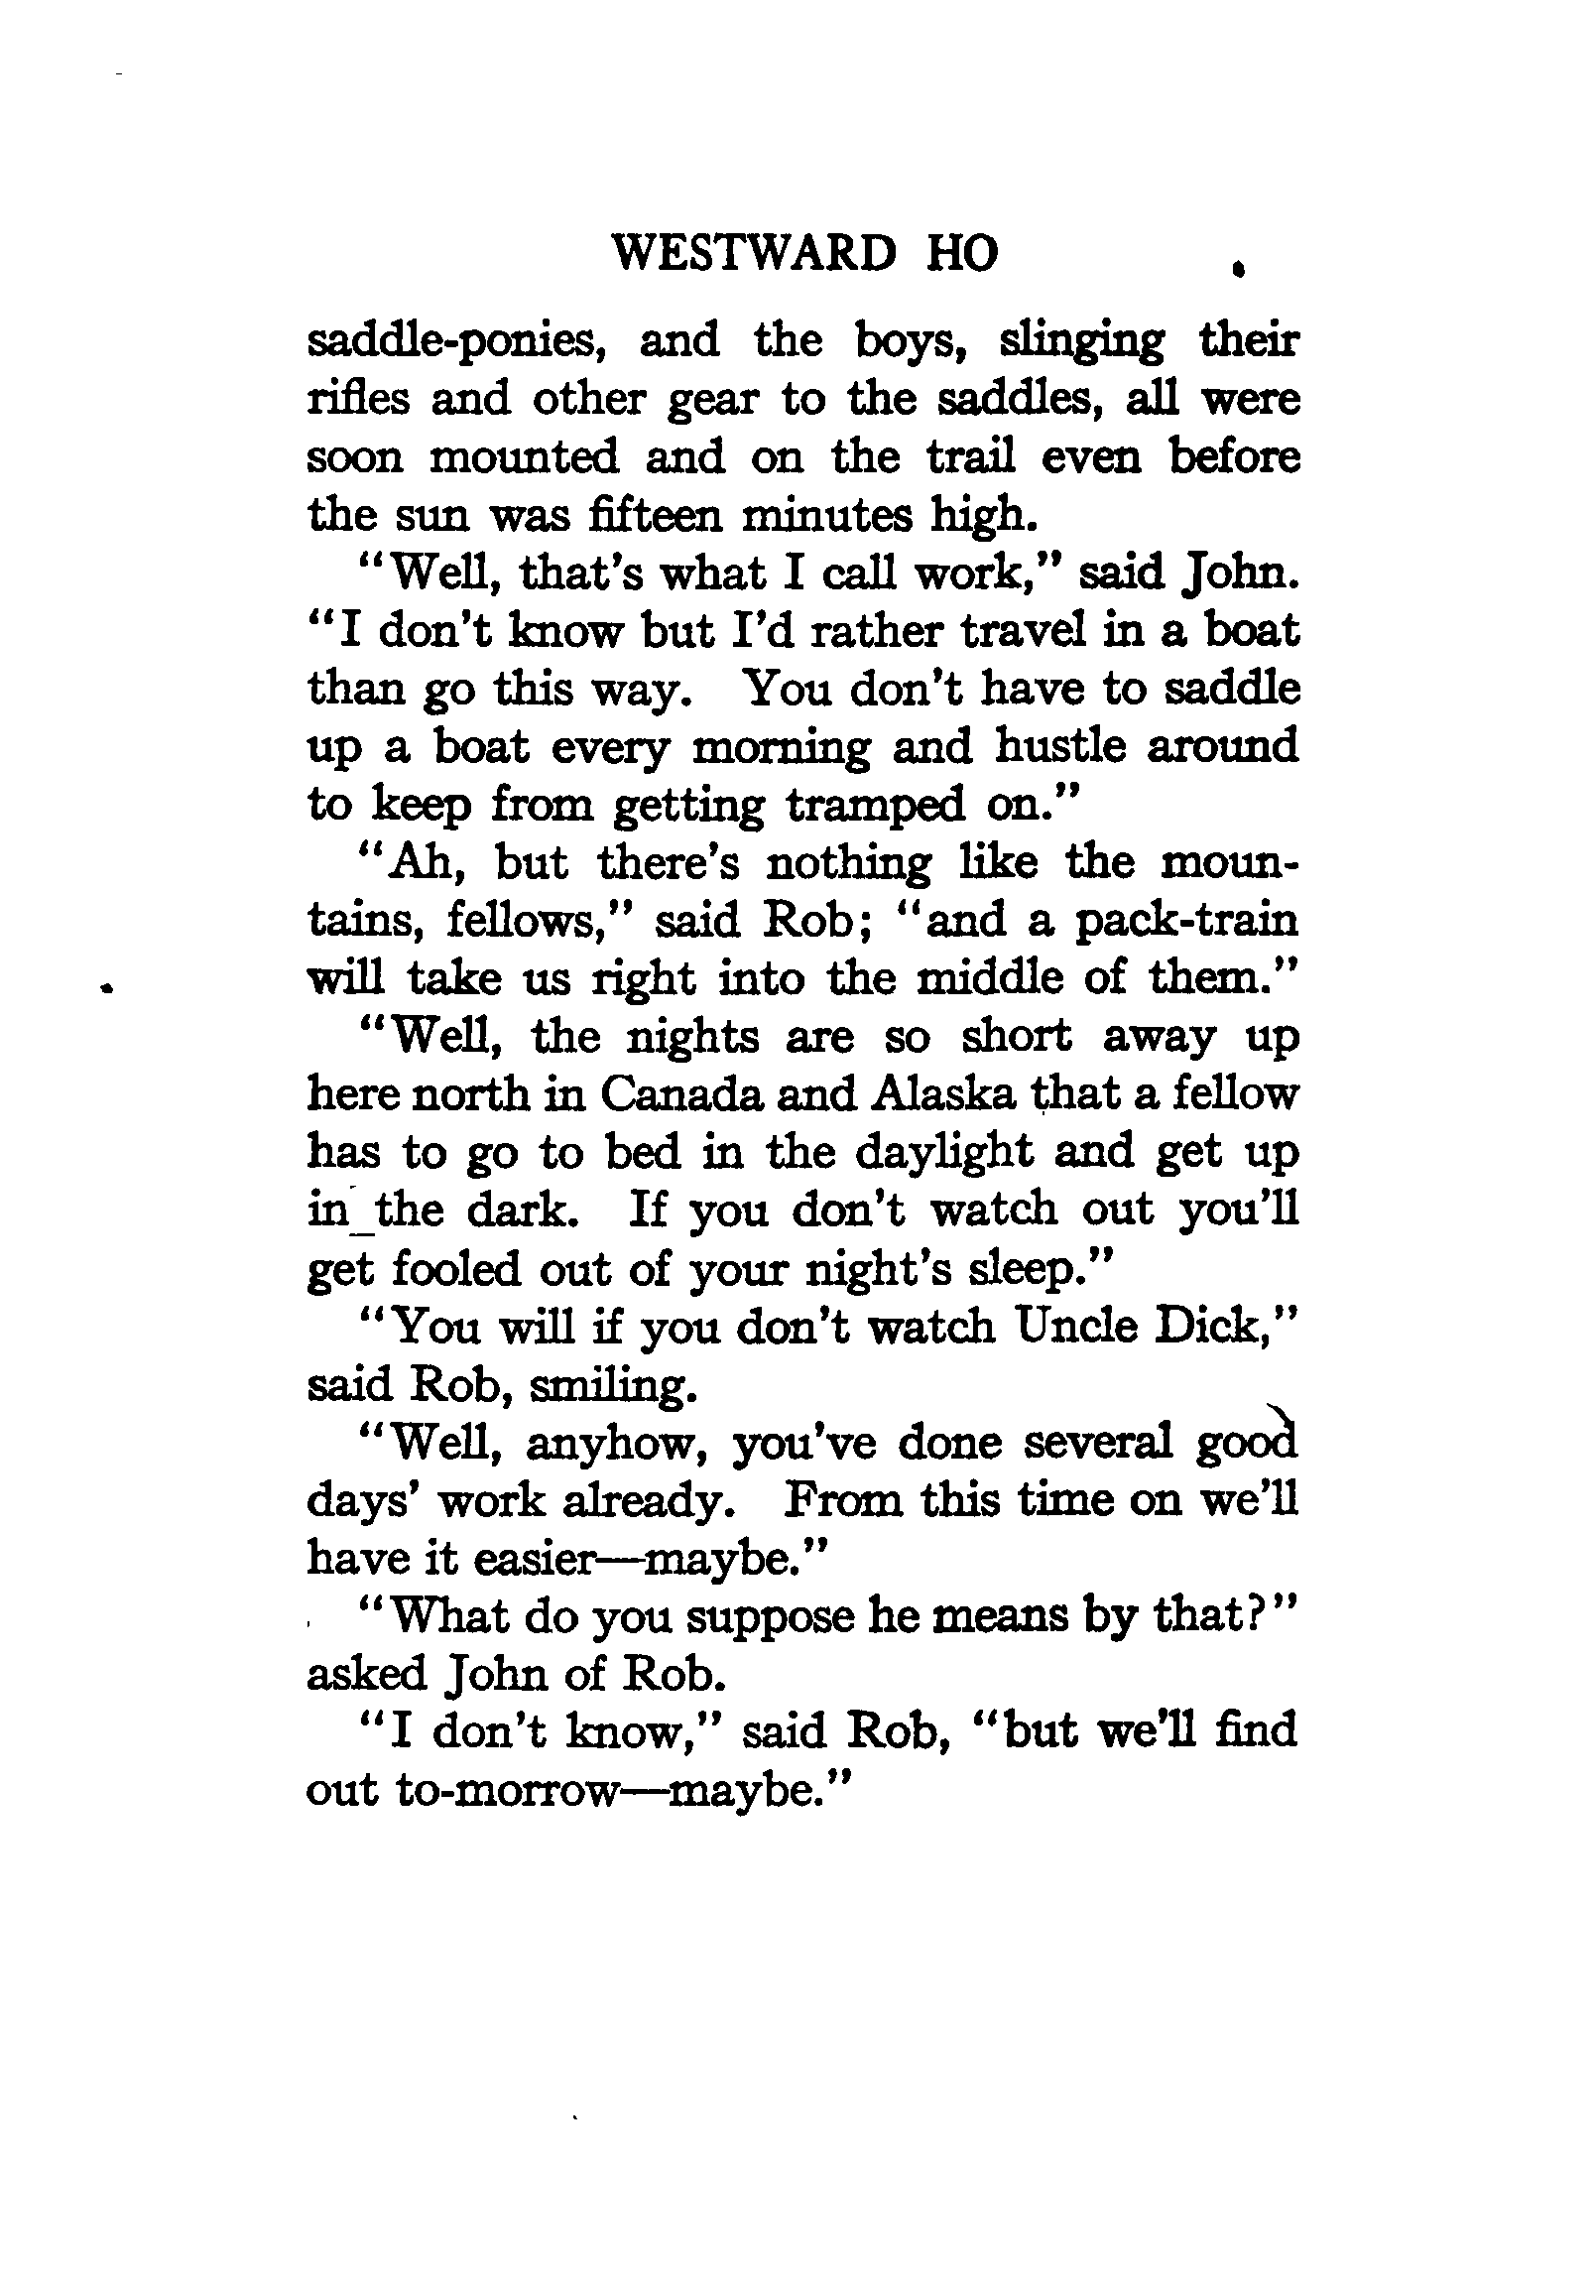 WESTWARD HO
saddle-ponies, and the boys, slinging their
rifles and other gear to the saddles, all were
soon mounted and on the trail even before
the sun was fifteen minutes high.
"Well, that's what I call work," said John.
"I don't know but I'd rather travel in a boat
than go this way. You don't have to saddle
up a boat every morning and hustle around
to keep from getting tramped on."
"Ah, but there's nothing like the moun-
tains, fellows," said Rob; "and a pack-train
will take us right into the middle of them."
"Well, the nights are so short away up
here north in Canada and Alaska that a fellow
has to go to bed in the daylight and get up
in the dark. If you don't watch out you'll
get fooled out of your night's sleep."
"You will if you don't watch Uncle Dick,"
said Rob, smiling.
"Well, anyhow, you've done several good
days' work already. From this time on we'll
have it easier—maybe."
"What do you suppose he means by that?"
asked John of Rob.
"I don't know," said Rob, "but we'll find
out to-morrow—maybe."